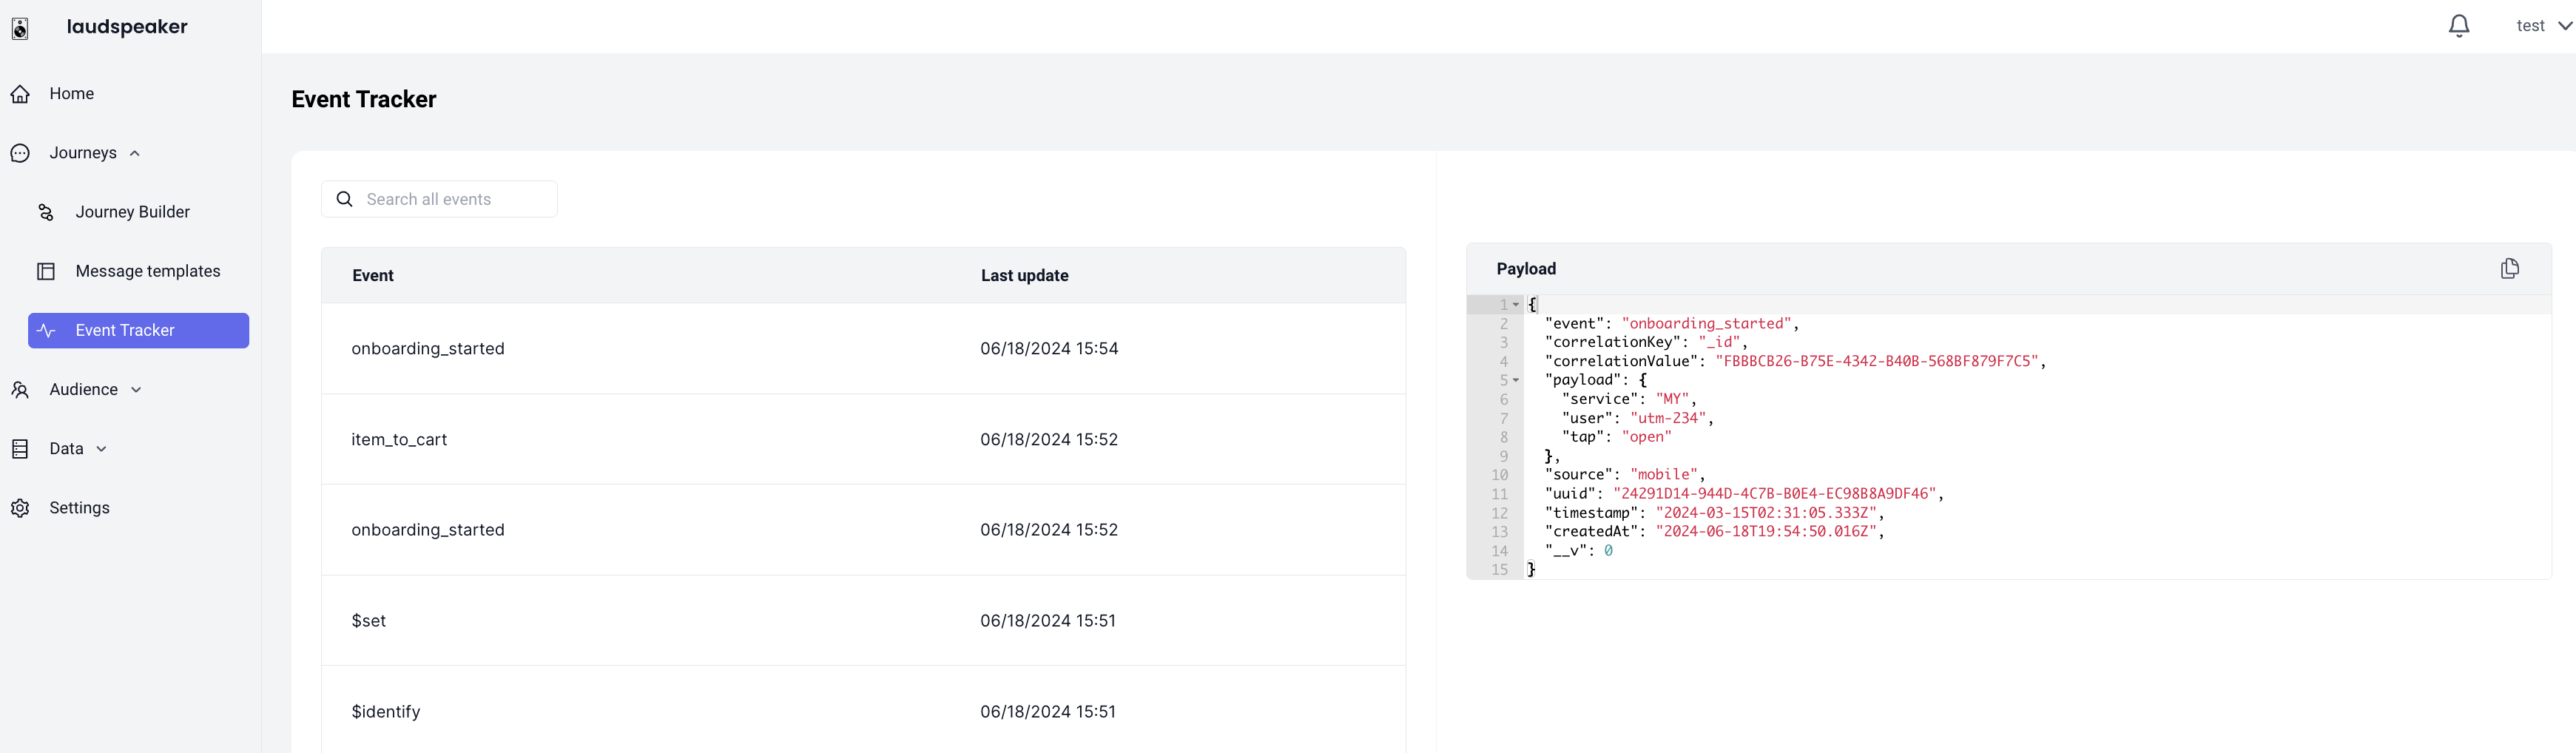 laudspeaker
test
Home
Journeys
Journey Builder
Message templates
Event Tracker
Audience
Data
Settings
Event Tracker
Search all events
Event Last update
onboarding_started 06/18/2024 15:54
item_to_cart 06/18/2024 15:52
onboarding_started 06/18/2024 15:52
$set 06/18/2024 15:51
$identify 06/18/2024 15:51
Payload
1 {
2 "event": "onboarding_started",
3 "correlationKey": "_id",
4 "correlationValue": "FBBBCB26-B75E-4342-B40B-568BF879F7C5",
5 "payload": {
6 "service": "MY",
7 "user": "utm-234",
8 "tap": "open"
9 },
10 "source": "mobile",
11 "uuid": "24291D14-944D-4C7B-B0E4-EC98B8A9DF46",
12 "timestamp": "2024-03-15T02:31:05.333Z",
13 "createdAt": "2024-06-18T19:54:50.016Z",
14 "__v": 0
15 }